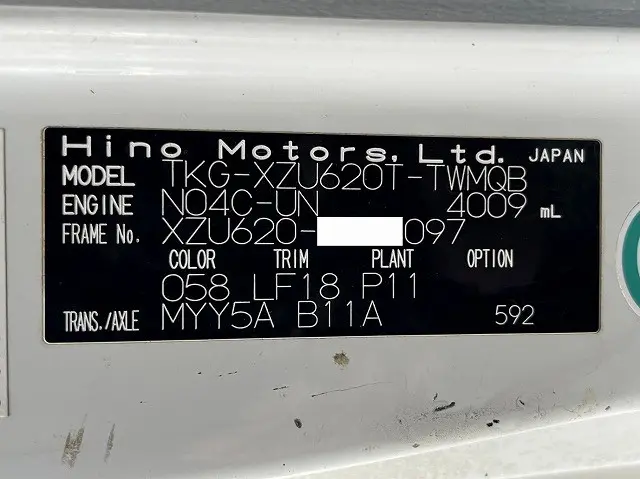 Hino Motors, Ltd. JAPAN
MODEL TKG-XZU620T-TWMQB
ENGINE N04C-UN 4009 mL
FRAME No. XZU620- 097
COLOR TRIM PLANT OPTION
058 LF18 P11
TRANS./AXLE MYY5A B11A 592